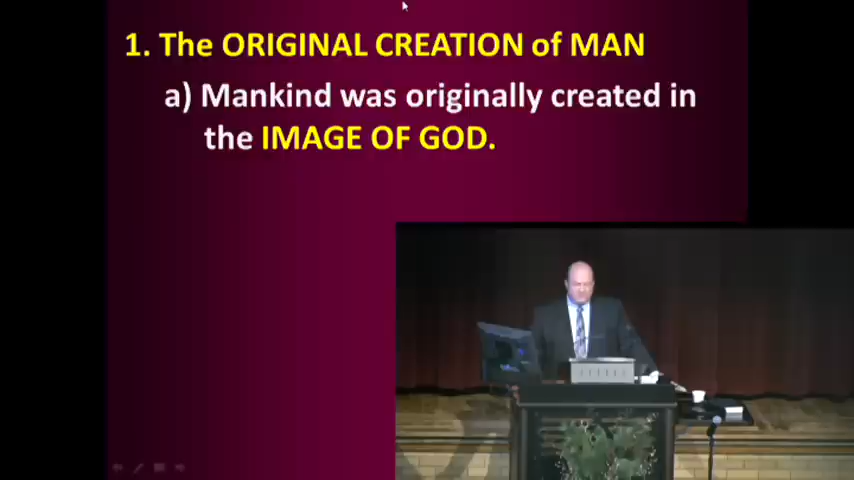 1. The ORIGINAL CREATION of MAN
a) Mankind was originally created in
the IMAGE OF GOD.